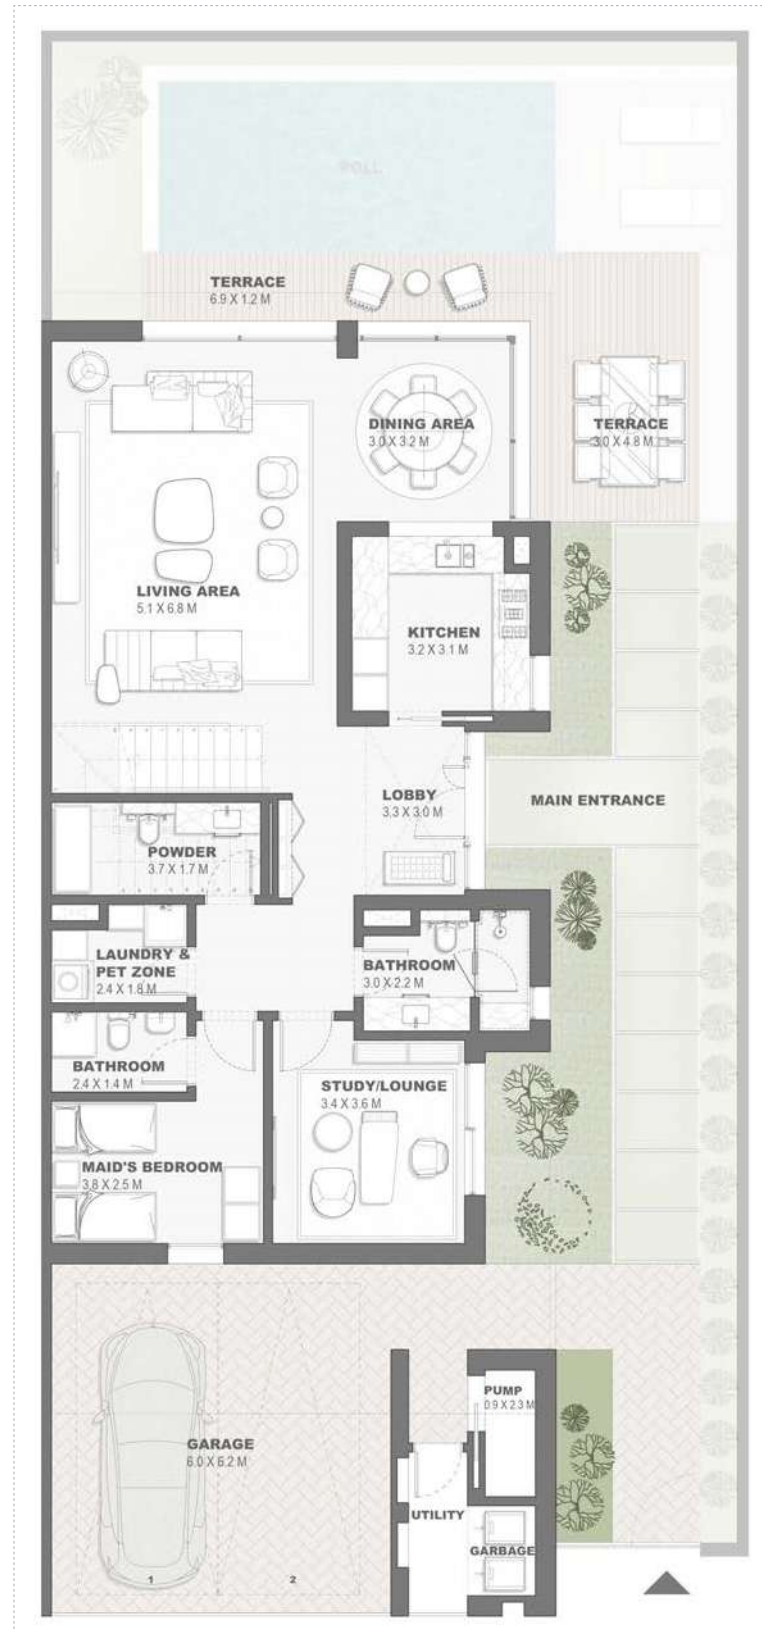 POLL
TERRACE
6.9 X 1.2 M
DINING AREA
3.0 X 3.2 M
TERRACE
3.0 X 4.8 M
LIVING AREA
5.1 X 6.8 M
KITCHEN
3.2 X 3.1 M
LOBBY
3.3 X 3.0 M
MAIN ENTRANCE
POWDER
3.7 X 1.7 M
LAUNDRY &
PET ZONE
2.4 X 1.8 M
BATHROOM
3.0 X 2.2 M
BATHROOM
2.4 X 1.4 M
STUDY/LOUNGE
3.4 X 3.6 M
MAID'S BEDROOM
3.8 X 2.5 M
PUMP
0.9 X 2.3 M
GARAGE
6.0 X 6.2 M
UTILITY
GARBAGE
1
2